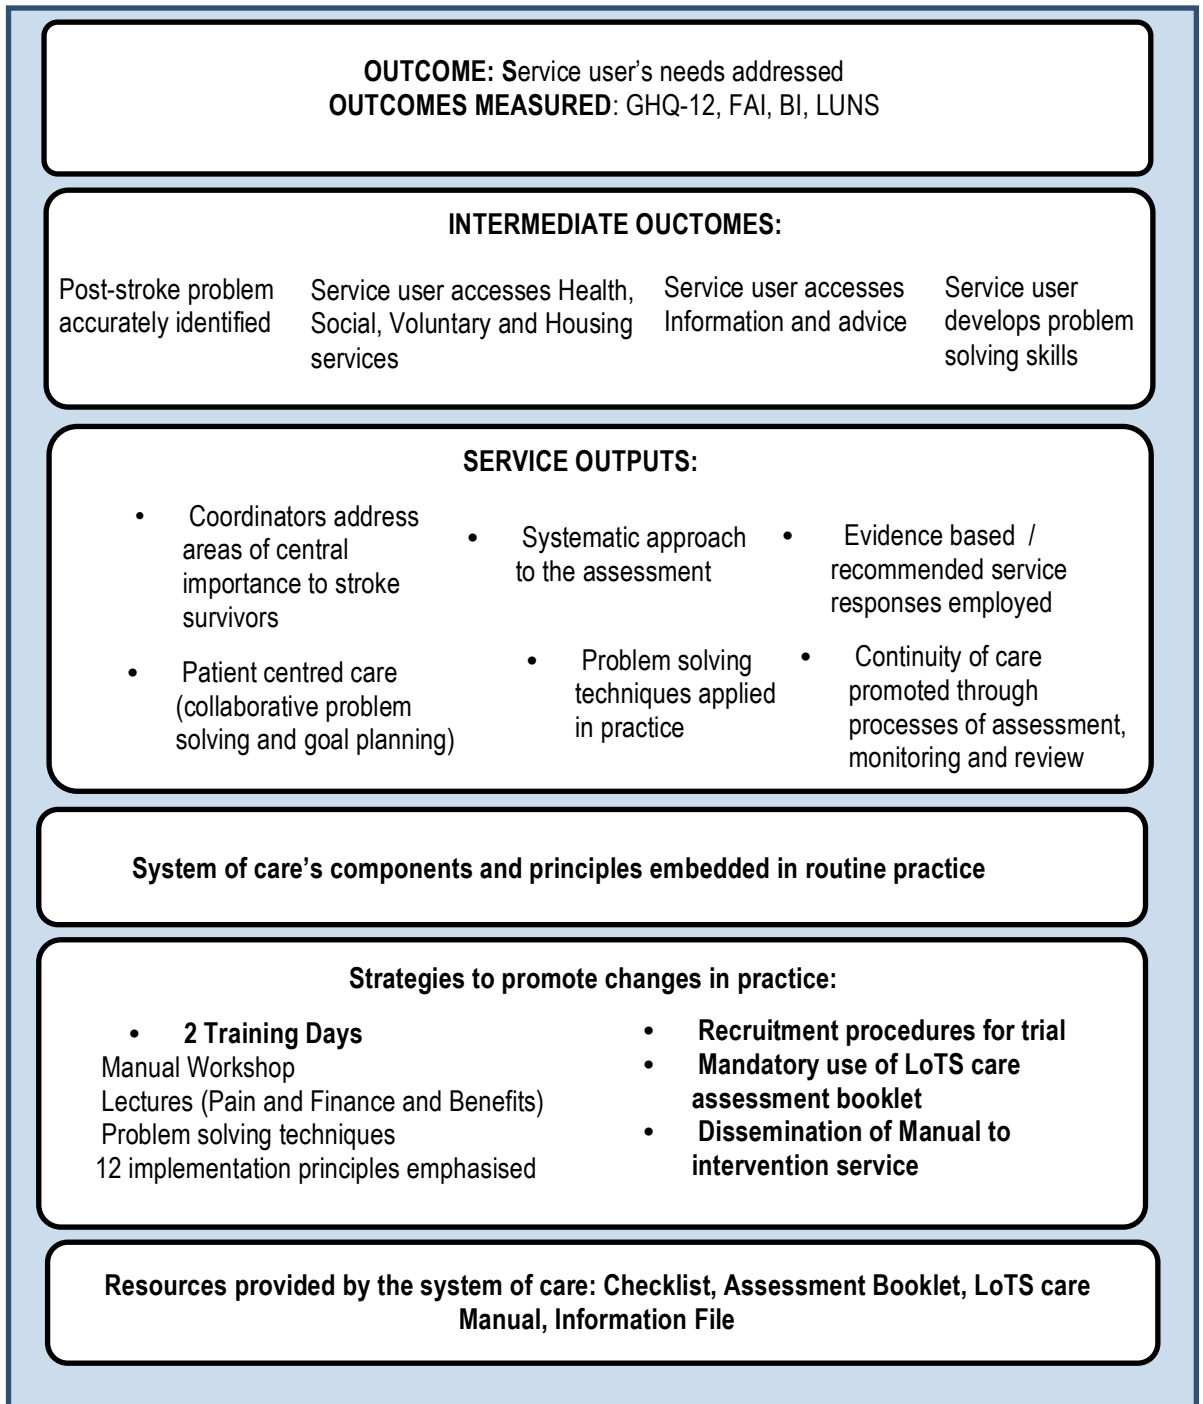 OUTCOME: Service user’s needs addressed
OUTCOMES MEASURED: GHQ-12, FAI, BI, LUNS
INTERMEDIATE OUCTOMES:
Post-stroke problem
accurately identified
Service user accesses Health,
Social, Voluntary and Housing
services
Service user accesses
Information and advice
Service user
develops problem
solving skills
SERVICE OUTPUTS:
• Coordinators address
areas of central
importance to stroke
survivors
• Systematic approach
to the assessment
• Evidence based / 
recommended service
responses employed
• Patient centred care
(collaborative problem
solving and goal planning)
• Problem solving
techniques applied
in practice
• Continuity of care
promoted through
processes of assessment,
monitoring and review
System of care’s components and principles embedded in routine practice
Strategies to promote changes in practice:
• 2 Training Days
Manual Workshop
Lectures (Pain and Finance and Benefits)
Problem solving techniques
12 implementation principles emphasised
• Recruitment procedures for trial
• Mandatory use of LoTS care
assessment booklet
• Dissemination of Manual to
intervention service
Resources provided by the system of care: Checklist, Assessment Booklet, LoTS care
Manual, Information File